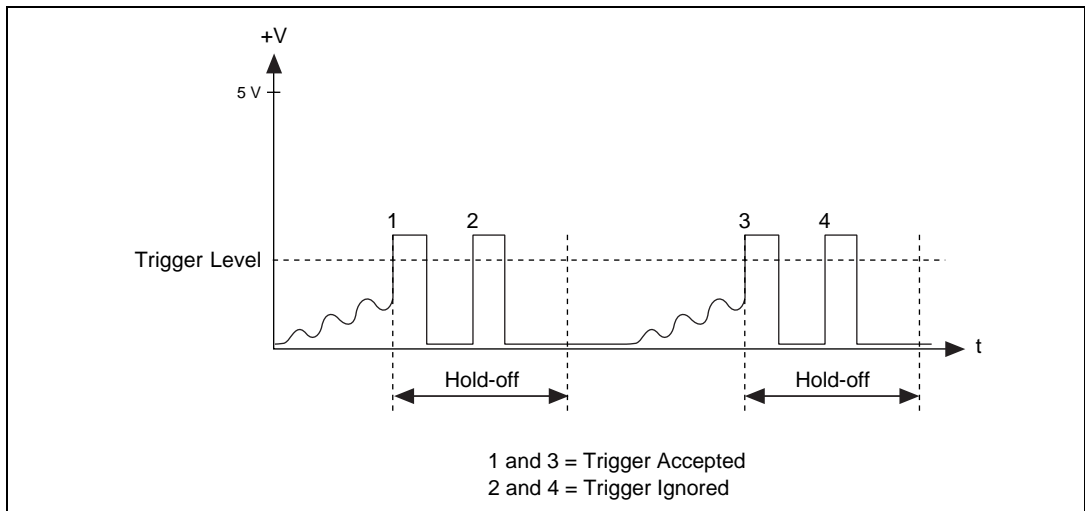 +V
5 V
1 2 3 4
Trigger Level
t
Hold-off Hold-off
1 and 3 = Trigger Accepted
2 and 4 = Trigger Ignored